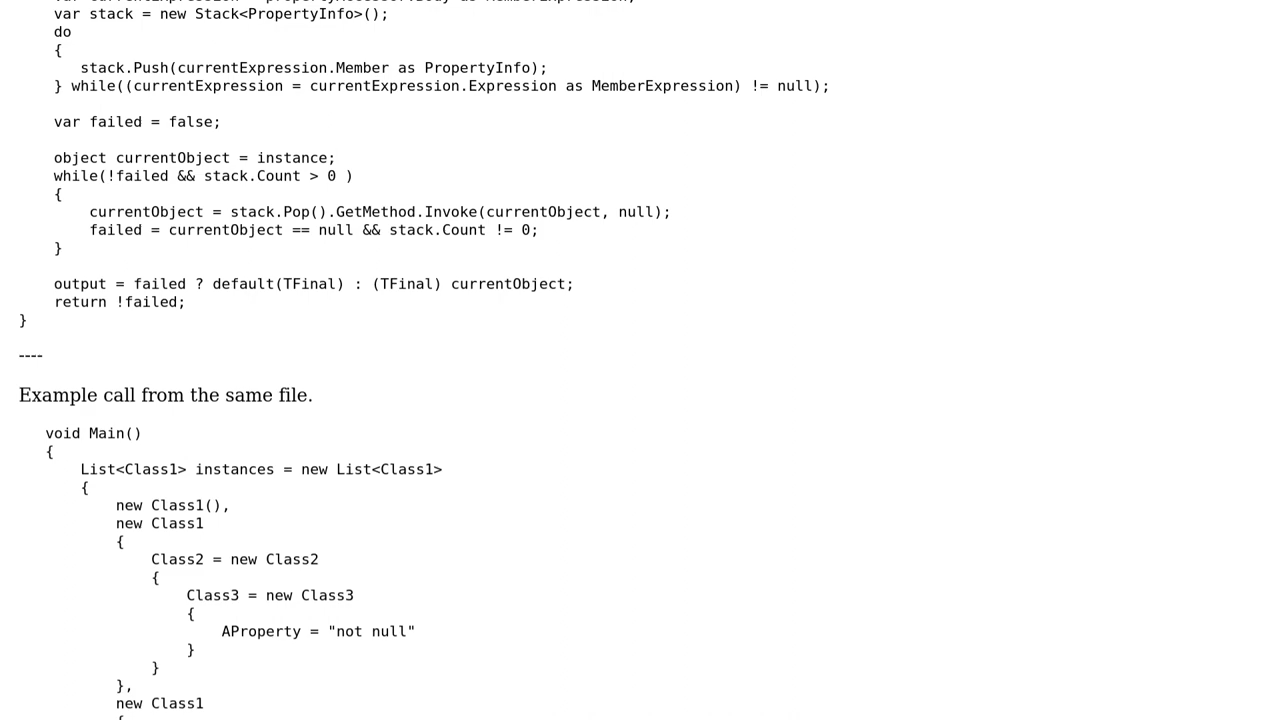 var stack = new Stack<PropertyInfo>();
do
{
stack.Push(currentExpression.Member as PropertyInfo);
} while((currentExpression = currentExpression.Expression as MemberExpression) != null);
var failed = false;
object currentObject = instance;
while(!failed && stack.Count > 0 )
{
currentObject = stack.Pop().GetMethod.Invoke(currentObject, null);
failed = currentObject == null && stack.Count != 0;
}
output = failed ? default(TFinal) : (TFinal) currentObject;
return !failed;
}
----
Example call from the same file.
void Main()
{
List<Class1> instances = new List<Class1>
{
new Class1(),
new Class1
{
Class2 = new Class2
{
Class3 = new Class3
{
AProperty = "not null"
}
}
},
new Class1
{